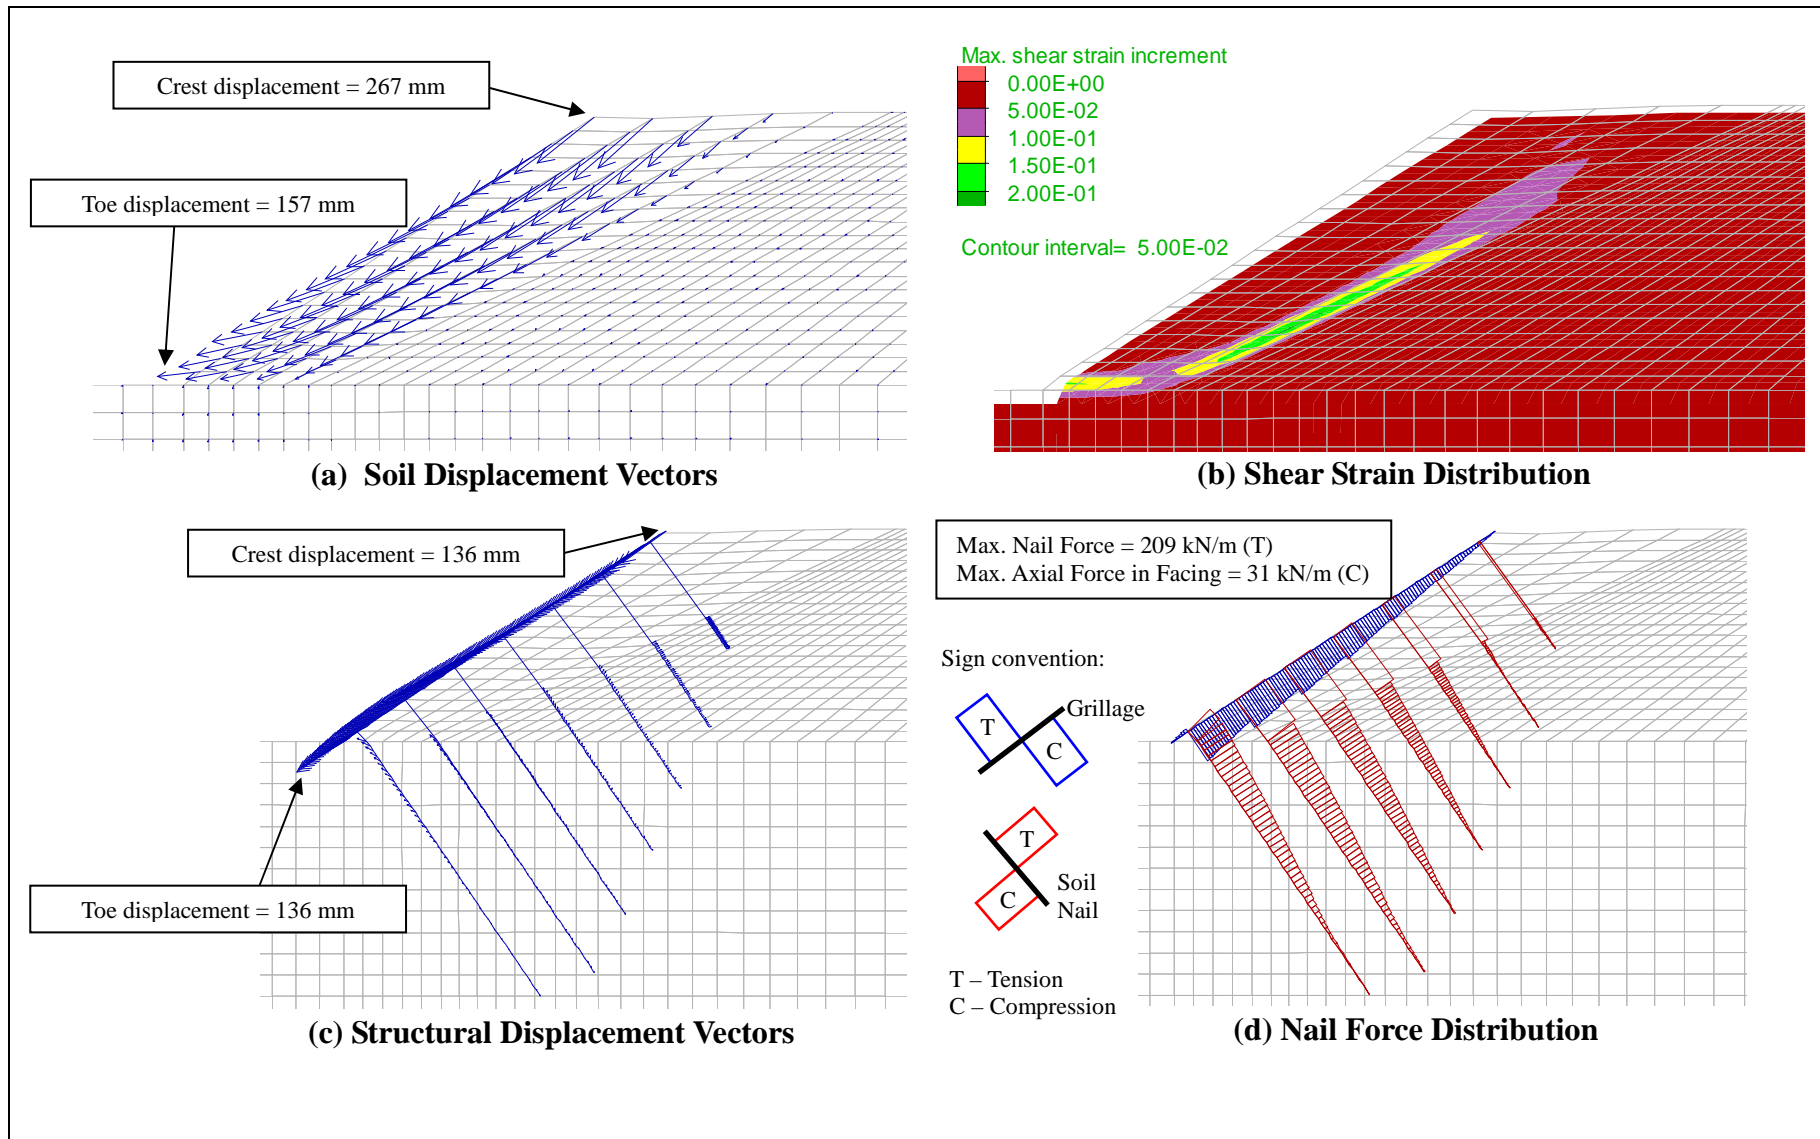 Crest displacement = 267 mm
Toe displacement = 157 mm
(a) Soil Displacement Vectors
Max. shear strain increment
0.00E+00
5.00E-02
1.00E-01
1.50E-01
2.00E-01
Contour interval= 5.00E-02
(b) Shear Strain Distribution
Crest displacement = 136 mm
Toe displacement = 136 mm
(c) Structural Displacement Vectors
Max. Nail Force = 209 kN/m (T)
Max. Axial Force in Facing = 31 kN/m (C)
Sign convention:
Grillage
T
C
T
C
Soil
Nail
T – Tension
C – Compression
(d) Nail Force Distribution